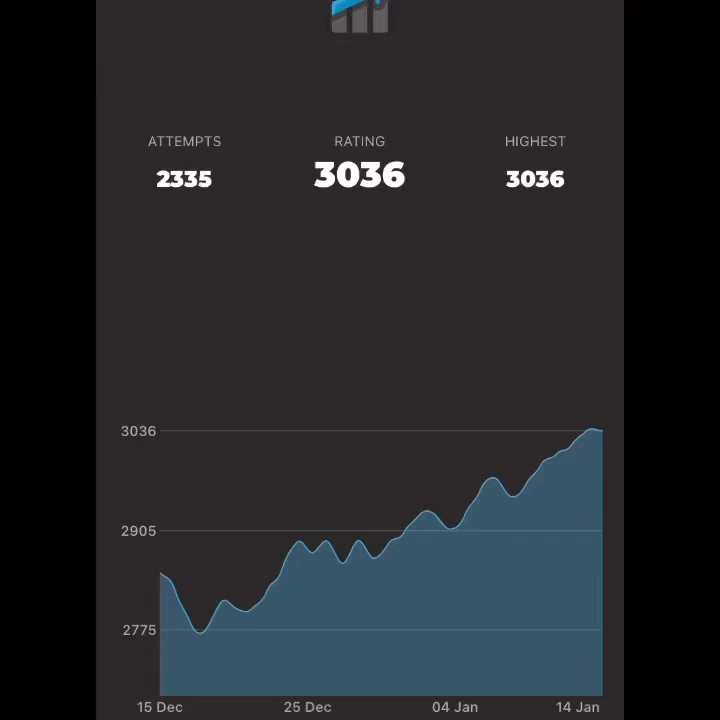 ATTEMPTS RATING HIGHEST
2335 3036 3036
3036
2905
2775
15 Dec 25 Dec 04 Jan 14 Jan